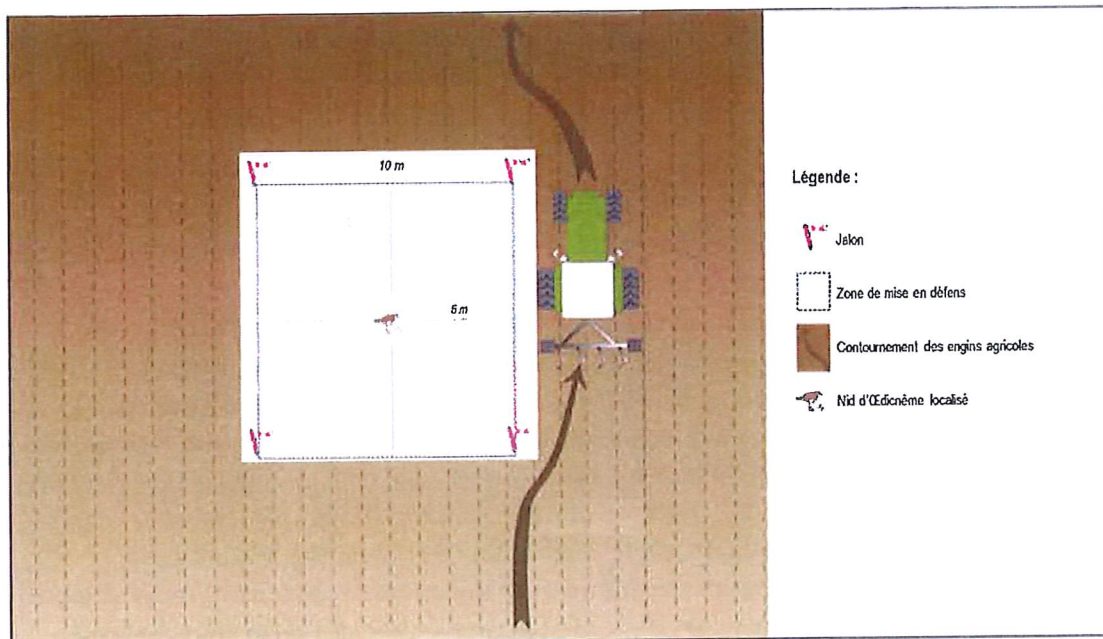 10 m
5 m
Légende :
Jalon
Zone de mise en défens
Contournement des engins agricoles
Nid d'Œdicnème localisé